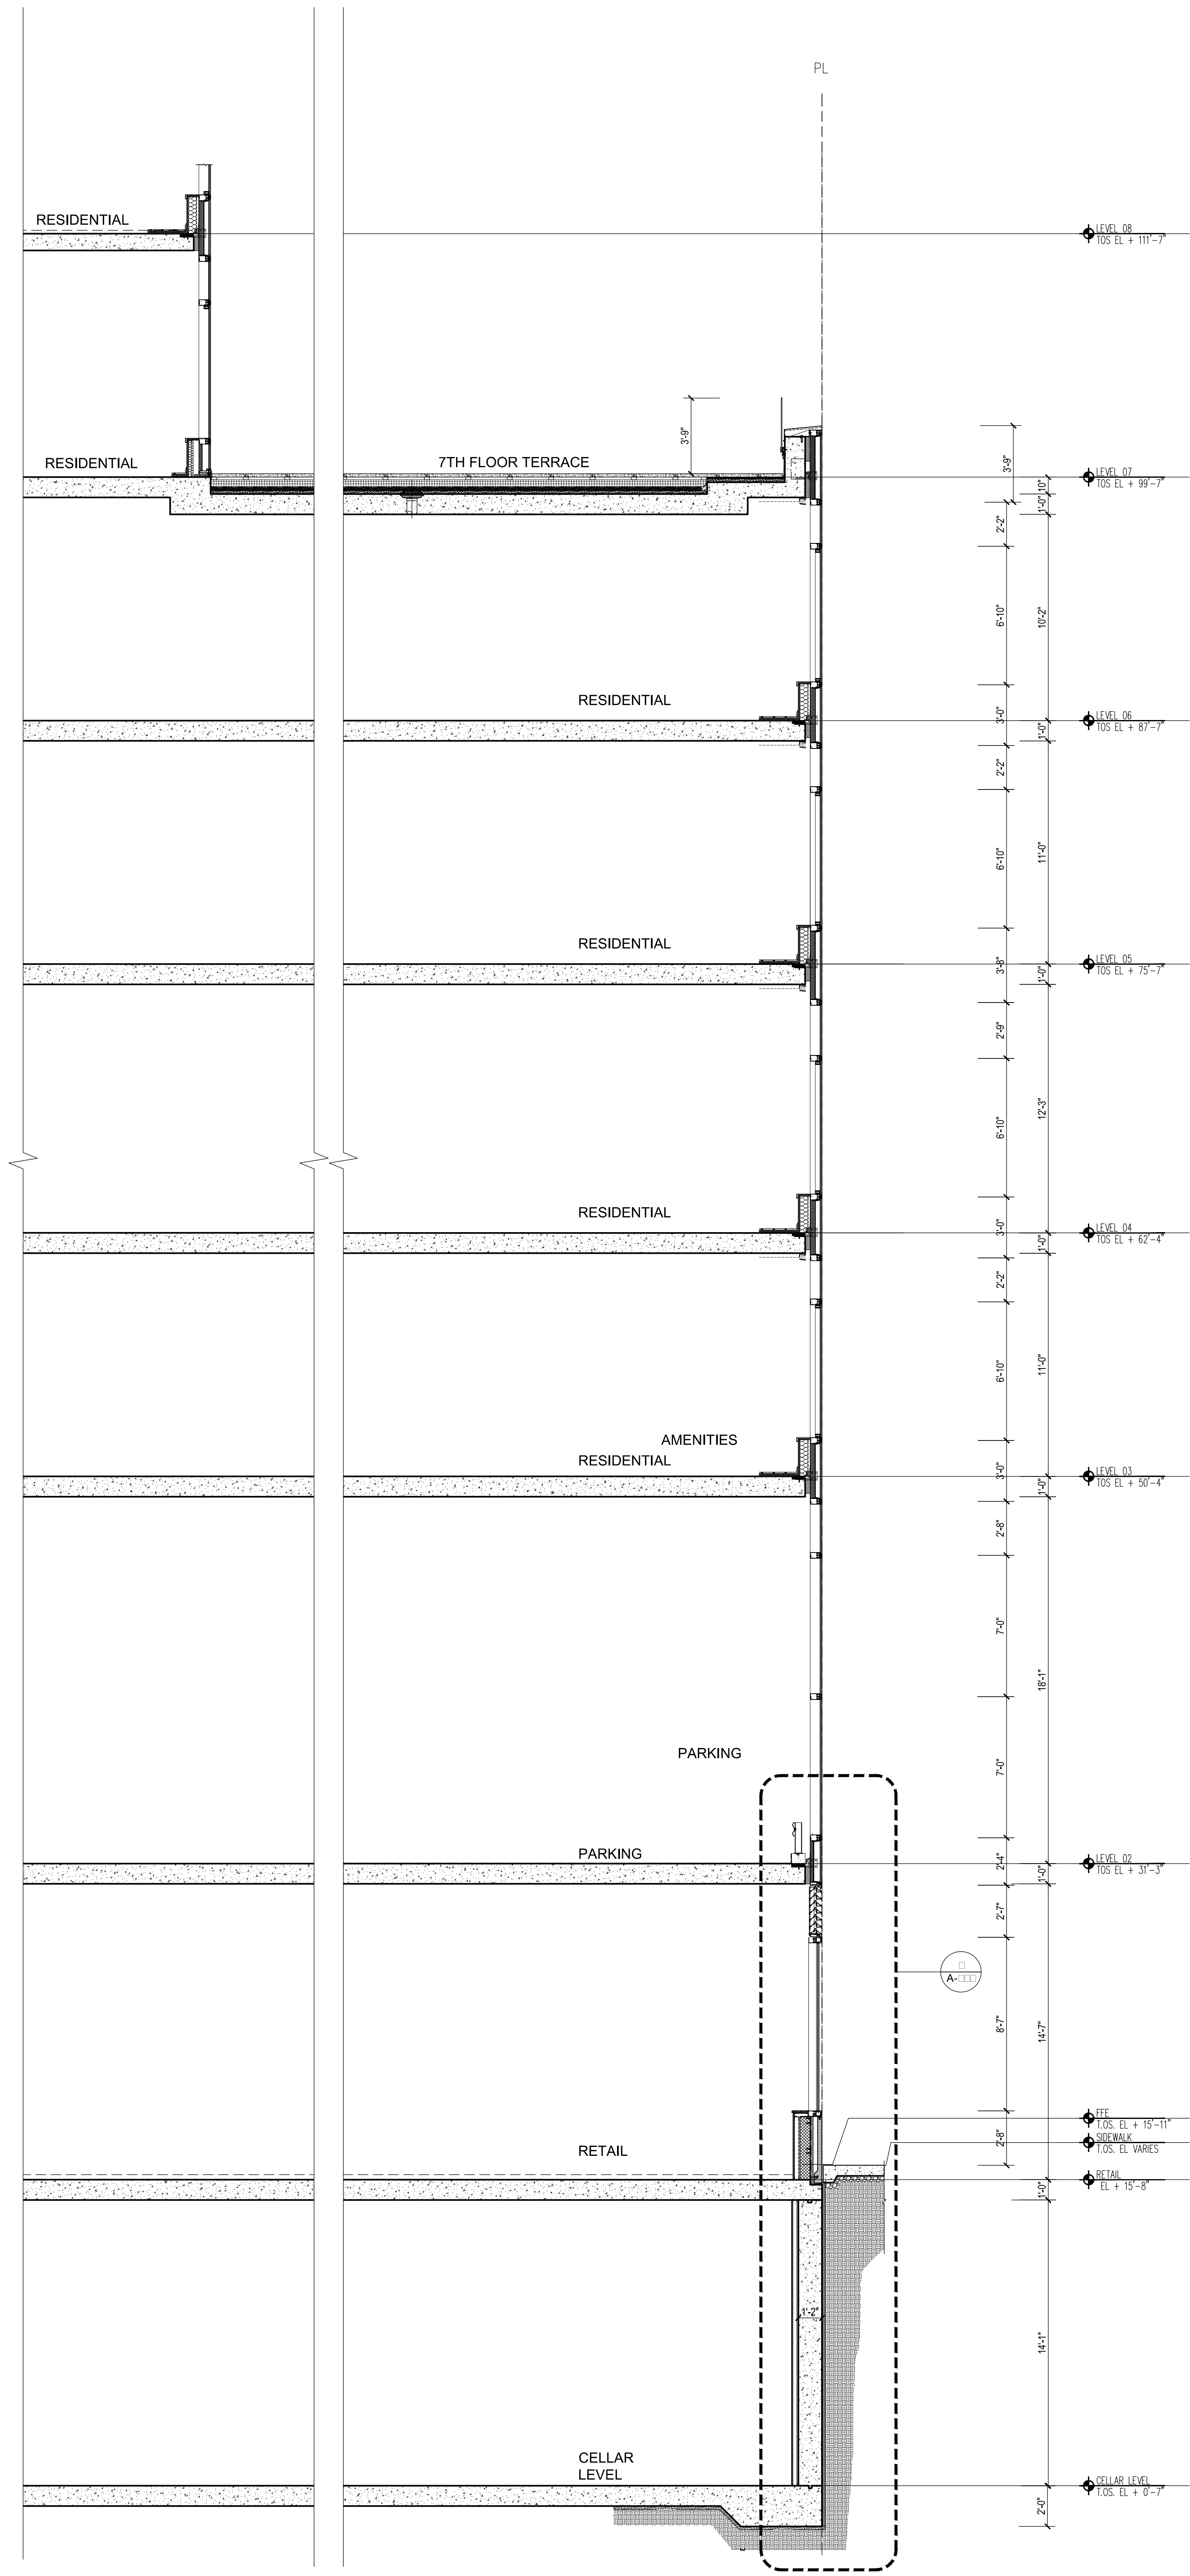 PL
RESIDENTIAL
LEVEL 08
TOS EL + 111'-7"
3'-9"
3'-9"
RESIDENTIAL
7TH FLOOR TERRACE
LEVEL 07
TOS EL + 99'-7"
10"
1'-0"
2'-2"
6'-10"
10'-2"
RESIDENTIAL
3'-0"
LEVEL 06
TOS EL + 87'-7"
1'-0"
2'-2"
6'-10"
11'-0"
RESIDENTIAL
3'-8"
LEVEL 05
TOS EL + 75'-7"
1'-0"
2'-9"
6'-10"
12'-3"
RESIDENTIAL
3'-0"
LEVEL 04
TOS EL + 62'-4"
1'-0"
2'-2"
6'-10"
11'-0"
AMENITIES
RESIDENTIAL
3'-0"
LEVEL 03
TOS EL + 50'-4"
1'-0"
2'-8"
7'-0"
18'-1"
PARKING
7'-0"
PARKING
2'-4"
LEVEL 02
TOS EL + 31'-3"
1'-0"
2'-7"
A-□□□
8'-7"
14'-7"
FFE
T.OS. EL + 15'-11"
SIDEWALK
T.OS. EL VARIES
RETAIL
2'-8"
RETAIL
EL + 15'-8"
1'-0"
1'-2"
14'-1"
CELLAR
LEVEL
CELLAR LEVEL
T.OS. EL + 0'-7"
2'-0"